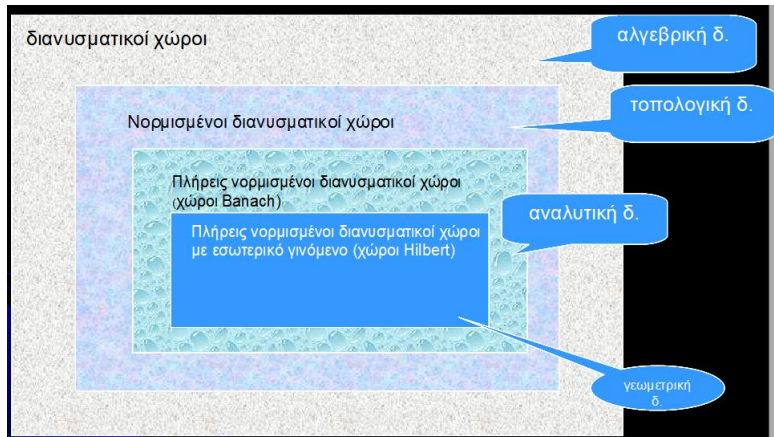 διανυσματικοί χώροι
αλγεβρική δ.
τοπολογική δ.
Νορμισμένοι διανυσματικοί χώροι
Πλήρεις νορμισμένοι διανυσματικοί χώροι
(χώροι Banach)
αναλυτική δ.
Πλήρεις νορμισμένοι διανυσματικοί χώροι
με εσωτερικό γινόμενο (χώροι Hilbert)
γεωμετρική
δ.